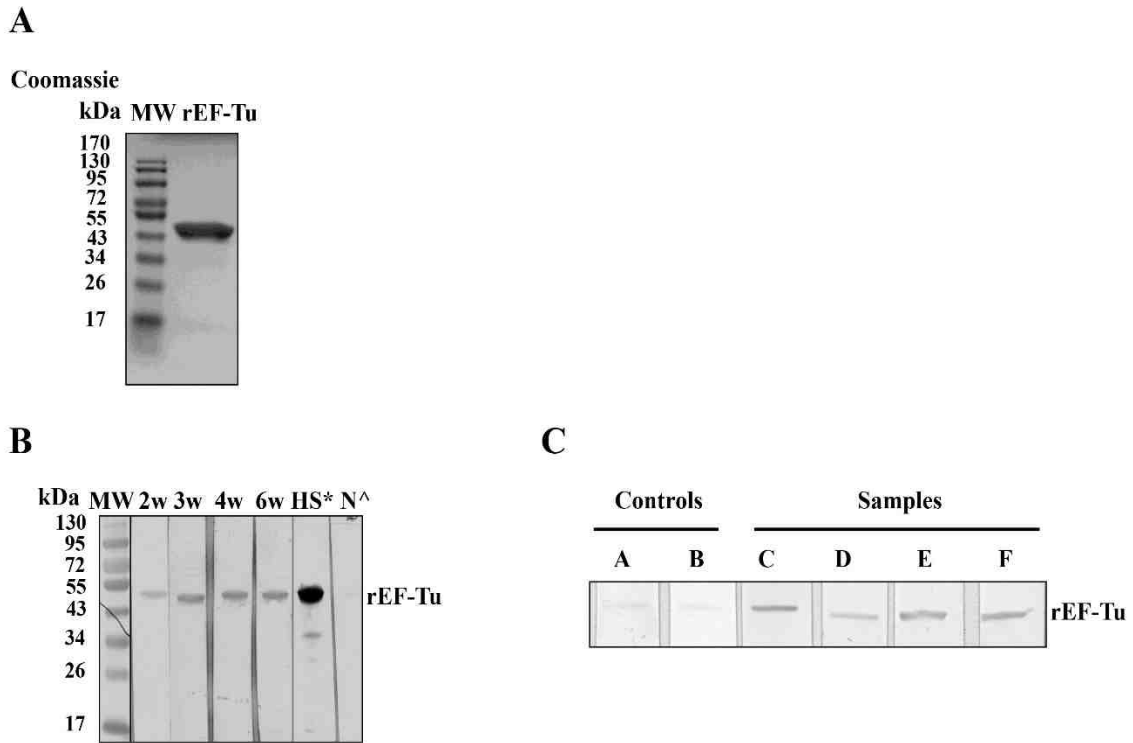 A
Coomassie
kDa MW rEF-Tu
170
130
95
72
55
43
34
26
17
B
kDa MW 2w 3w 4w 6w HS* N^
130
95
72
55
43
34
26
17
rEF-Tu
C
Controls Samples
A B C D E F
rEF-Tu